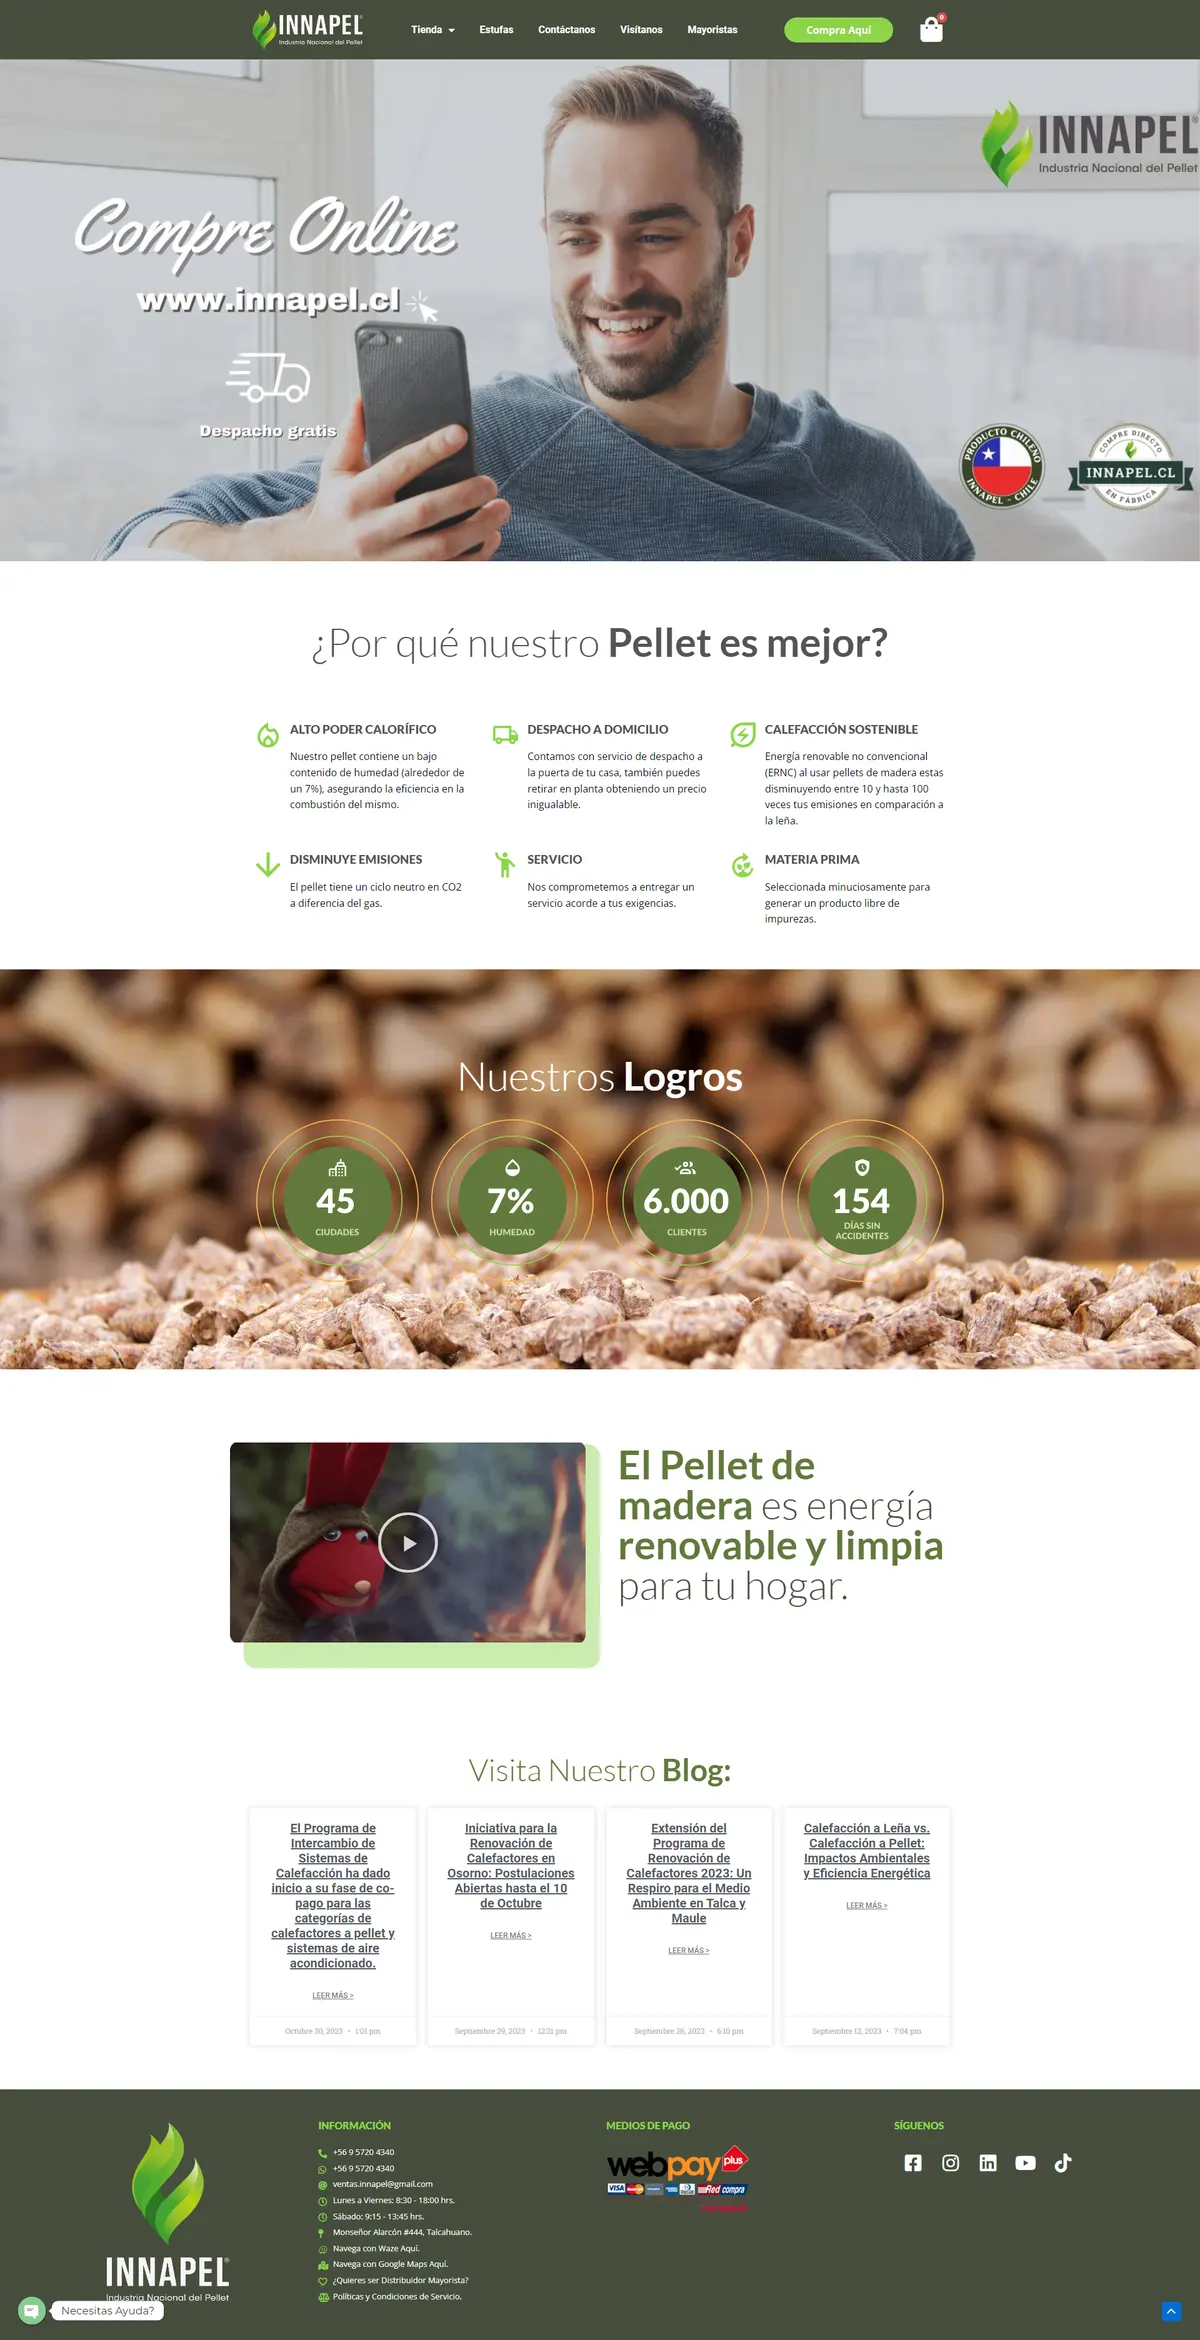 INNAPEL®
Industria Nacional del Pellet
Tienda
Estufas
Contáctanos
Visítanos
Mayoristas
Compra Aquí
0
INNAPEL®
Industria Nacional del Pellet
Compre Online
www.innapel.cl
Despacho gratis
PRODUCTO CHILENO
INNAPEL - CHILE
COMPRE DIRECTO
INNAPEL.CL
EN FÁBRICA
¿Por qué nuestro Pellet es mejor?
ALTO PODER CALORÍFICO
Nuestro pellet contiene un bajo
contenido de humedad (alrededor de
un 7%), asegurando la eficiencia en la
combustión del mismo.
DESPACHO A DOMICILIO
Contamos con servicio de despacho a
la puerta de tu casa, también puedes
retirar en planta obteniendo un precio
inigualable.
CALEFACCIÓN SOSTENIBLE
Energía renovable no convencional
(ERNC) al usar pellets de madera estas
disminuyendo entre 10 y hasta 100
veces tus emisiones en comparación a
la leña.
DISMINUYE EMISIONES
El pellet tiene un ciclo neutro en CO2
a diferencia del gas.
SERVICIO
Nos comprometemos a entregar un
servicio acorde a tus exigencias.
MATERIA PRIMA
Seleccionada minuciosamente para
generar un producto libre de
impurezas.
Nuestros Logros
45
CIUDADES
7%
HUMEDAD
6.000
CLIENTES
154
DÍAS SIN
ACCIDENTES
El Pellet de
madera es energía
renovable y limpia
para tu hogar.
Visita Nuestro Blog:
El Programa de
Intercambio de
Sistemas de
Calefacción ha dado
inicio a su fase de co-
pago para las
categorías de
calefactores a pellet y
sistemas de aire
acondicionado.
LEER MÁS >
Octubre 30, 2023 • 1:01 pm
Iniciativa para la
Renovación de
Calefactores en
Osorno: Postulaciones
Abiertas hasta el 10
de Octubre
LEER MÁS >
Septiembre 29, 2023 • 12:21 pm
Extensión del
Programa de
Renovación de
Calefactores 2023: Un
Respiro para el Medio
Ambiente en Talca y
Maule
LEER MÁS >
Septiembre 26, 2023 • 6:10 pm
Calefacción a Leña vs.
Calefacción a Pellet:
Impactos Ambientales
y Eficiencia Energética
LEER MÁS >
Septiembre 12, 2023 • 7:04 pm
INNAPEL®
Industria Nacional del Pellet
INFORMACIÓN
+56 9 5720 4340
+56 9 5720 4340
ventas.innapel@gmail.com
Lunes a Viernes: 8:30 - 18:00 hrs.
Sábado: 9:15 - 13:45 hrs.
Monseñor Alarcón #444, Talcahuano.
Navega con Waze Aquí.
Navega con Google Maps Aquí.
¿Quieres ser Distribuidor Mayorista?
Políticas y Condiciones de Servicio.
MEDIOS DE PAGO
webpay plus
VISA
Red compra
SÍGUENOS
Necesitas Ayuda?